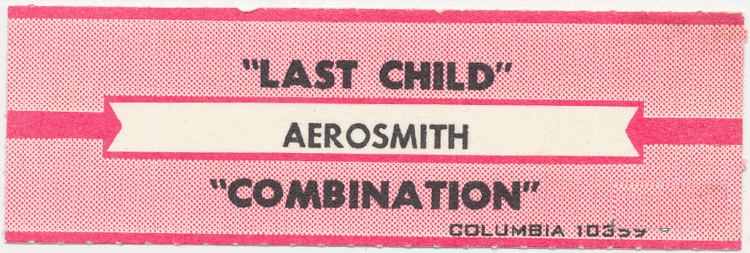 "LAST CHILD"
AEROSMITH
"COMBINATION"
COLUMBIA 10359